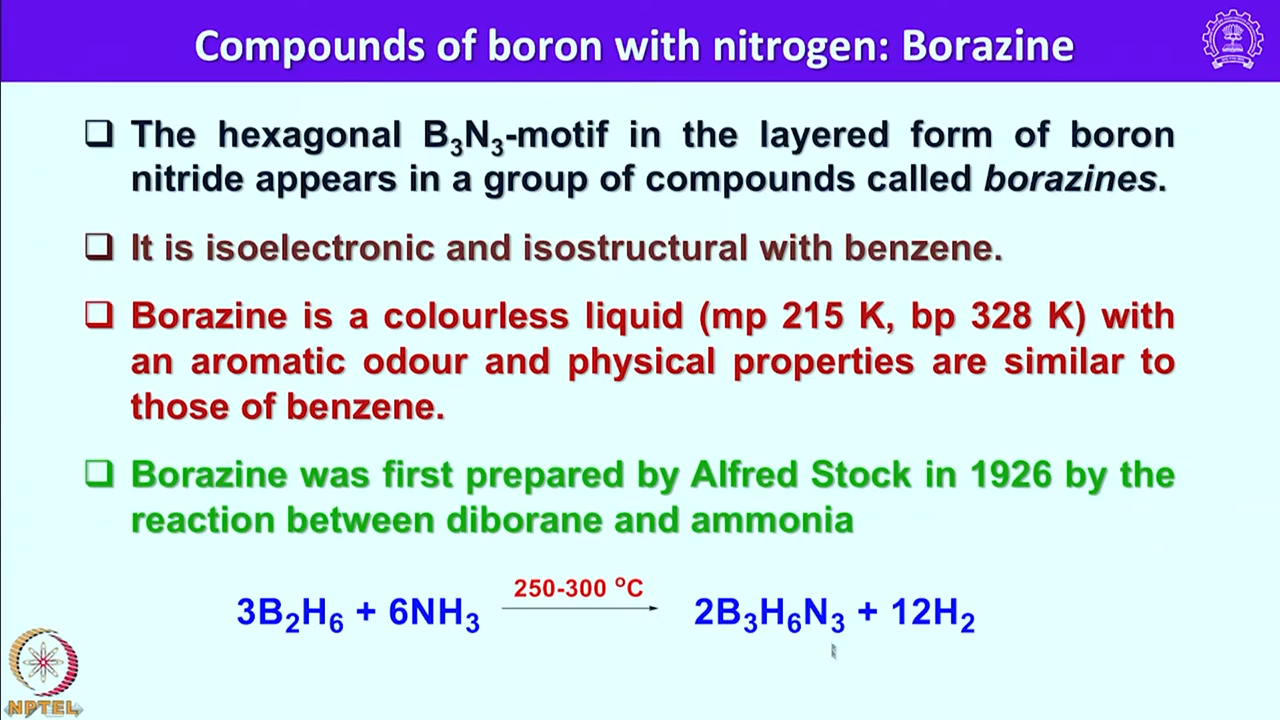 Compounds of boron with nitrogen: Borazine
❑ The hexagonal B₃N₃-motif in the layered form of boron
nitride appears in a group of compounds called borazines.
❑ It is isoelectronic and isostructural with benzene.
❑ Borazine is a colourless liquid (mp 215 K, bp 328 K) with
an aromatic odour and physical properties are similar to
those of benzene.
❑ Borazine was first prepared by Alfred Stock in 1926 by the
reaction between diborane and ammonia
250-300 °C
3B₂H₆ + 6NH₃ → 2B₃H₆N₃ + 12H₂
NPTEL